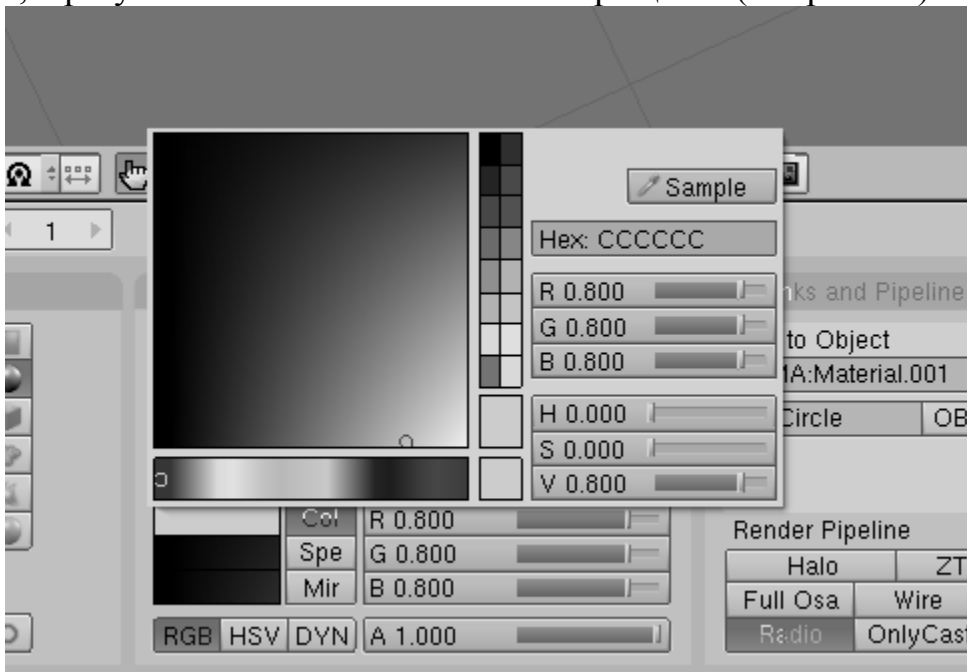 Sample
1
Hex: CCCCCC
R 0.800
G 0.800
B 0.800
H 0.000
S 0.000
V 0.800
and Pipeline
to Object
Material.001
Circle
OB
Col R 0.800
Spe G 0.800
Mir B 0.800
RGB HSV DYN A 1.000
Render Pipeline
Halo
Full Osa Wire
Radio